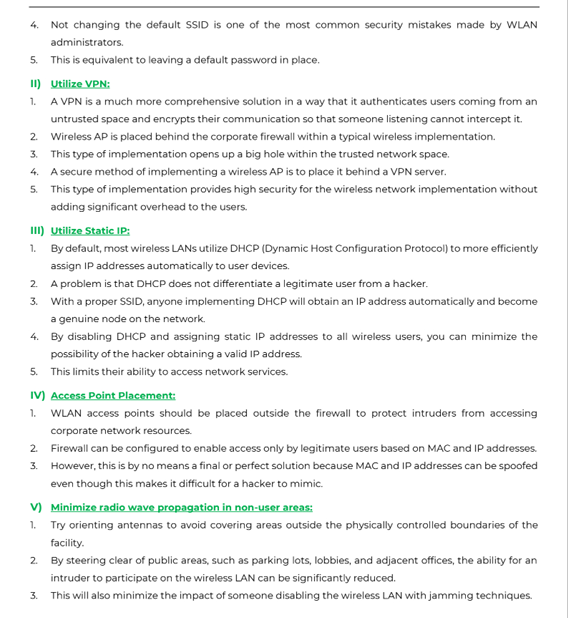 4. Not changing the default SSID is one of the most common security mistakes made by WLAN
administrators.
5. This is equivalent to leaving a default password in place.
II) Utilize VPN:
1. A VPN is a much more comprehensive solution in a way that it authenticates users coming from an
untrusted space and encrypts their communication so that someone listening cannot intercept it.
2. Wireless AP is placed behind the corporate firewall within a typical wireless implementation.
3. This type of implementation opens up a big hole within the trusted network space.
4. A secure method of implementing a wireless AP is to place it behind a VPN server.
5. This type of implementation provides high security for the wireless network implementation without
adding significant overhead to the users.
III) Utilize Static IP:
1. By default, most wireless LANs utilize DHCP (Dynamic Host Configuration Protocol) to more efficiently
assign IP addresses automatically to user devices.
2. A problem is that DHCP does not differentiate a legitimate user from a hacker.
3. With a proper SSID, anyone implementing DHCP will obtain an IP address automatically and become
a genuine node on the network.
4. By disabling DHCP and assigning static IP addresses to all wireless users, you can minimize the
possibility of the hacker obtaining a valid IP address.
5. This limits their ability to access network services.
IV) Access Point Placement:
1. WLAN access points should be placed outside the firewall to protect intruders from accessing
corporate network resources.
2. Firewall can be configured to enable access only by legitimate users based on MAC and IP addresses.
3. However, this is by no means a final or perfect solution because MAC and IP addresses can be spoofed
even though this makes it difficult for a hacker to mimic.
V) Minimize radio wave propagation in non-user areas:
1. Try orienting antennas to avoid covering areas outside the physically controlled boundaries of the
facility.
2. By steering clear of public areas, such as parking lots, lobbies, and adjacent offices, the ability for an
intruder to participate on the wireless LAN can be significantly reduced.
3. This will also minimize the impact of someone disabling the wireless LAN with jamming techniques.